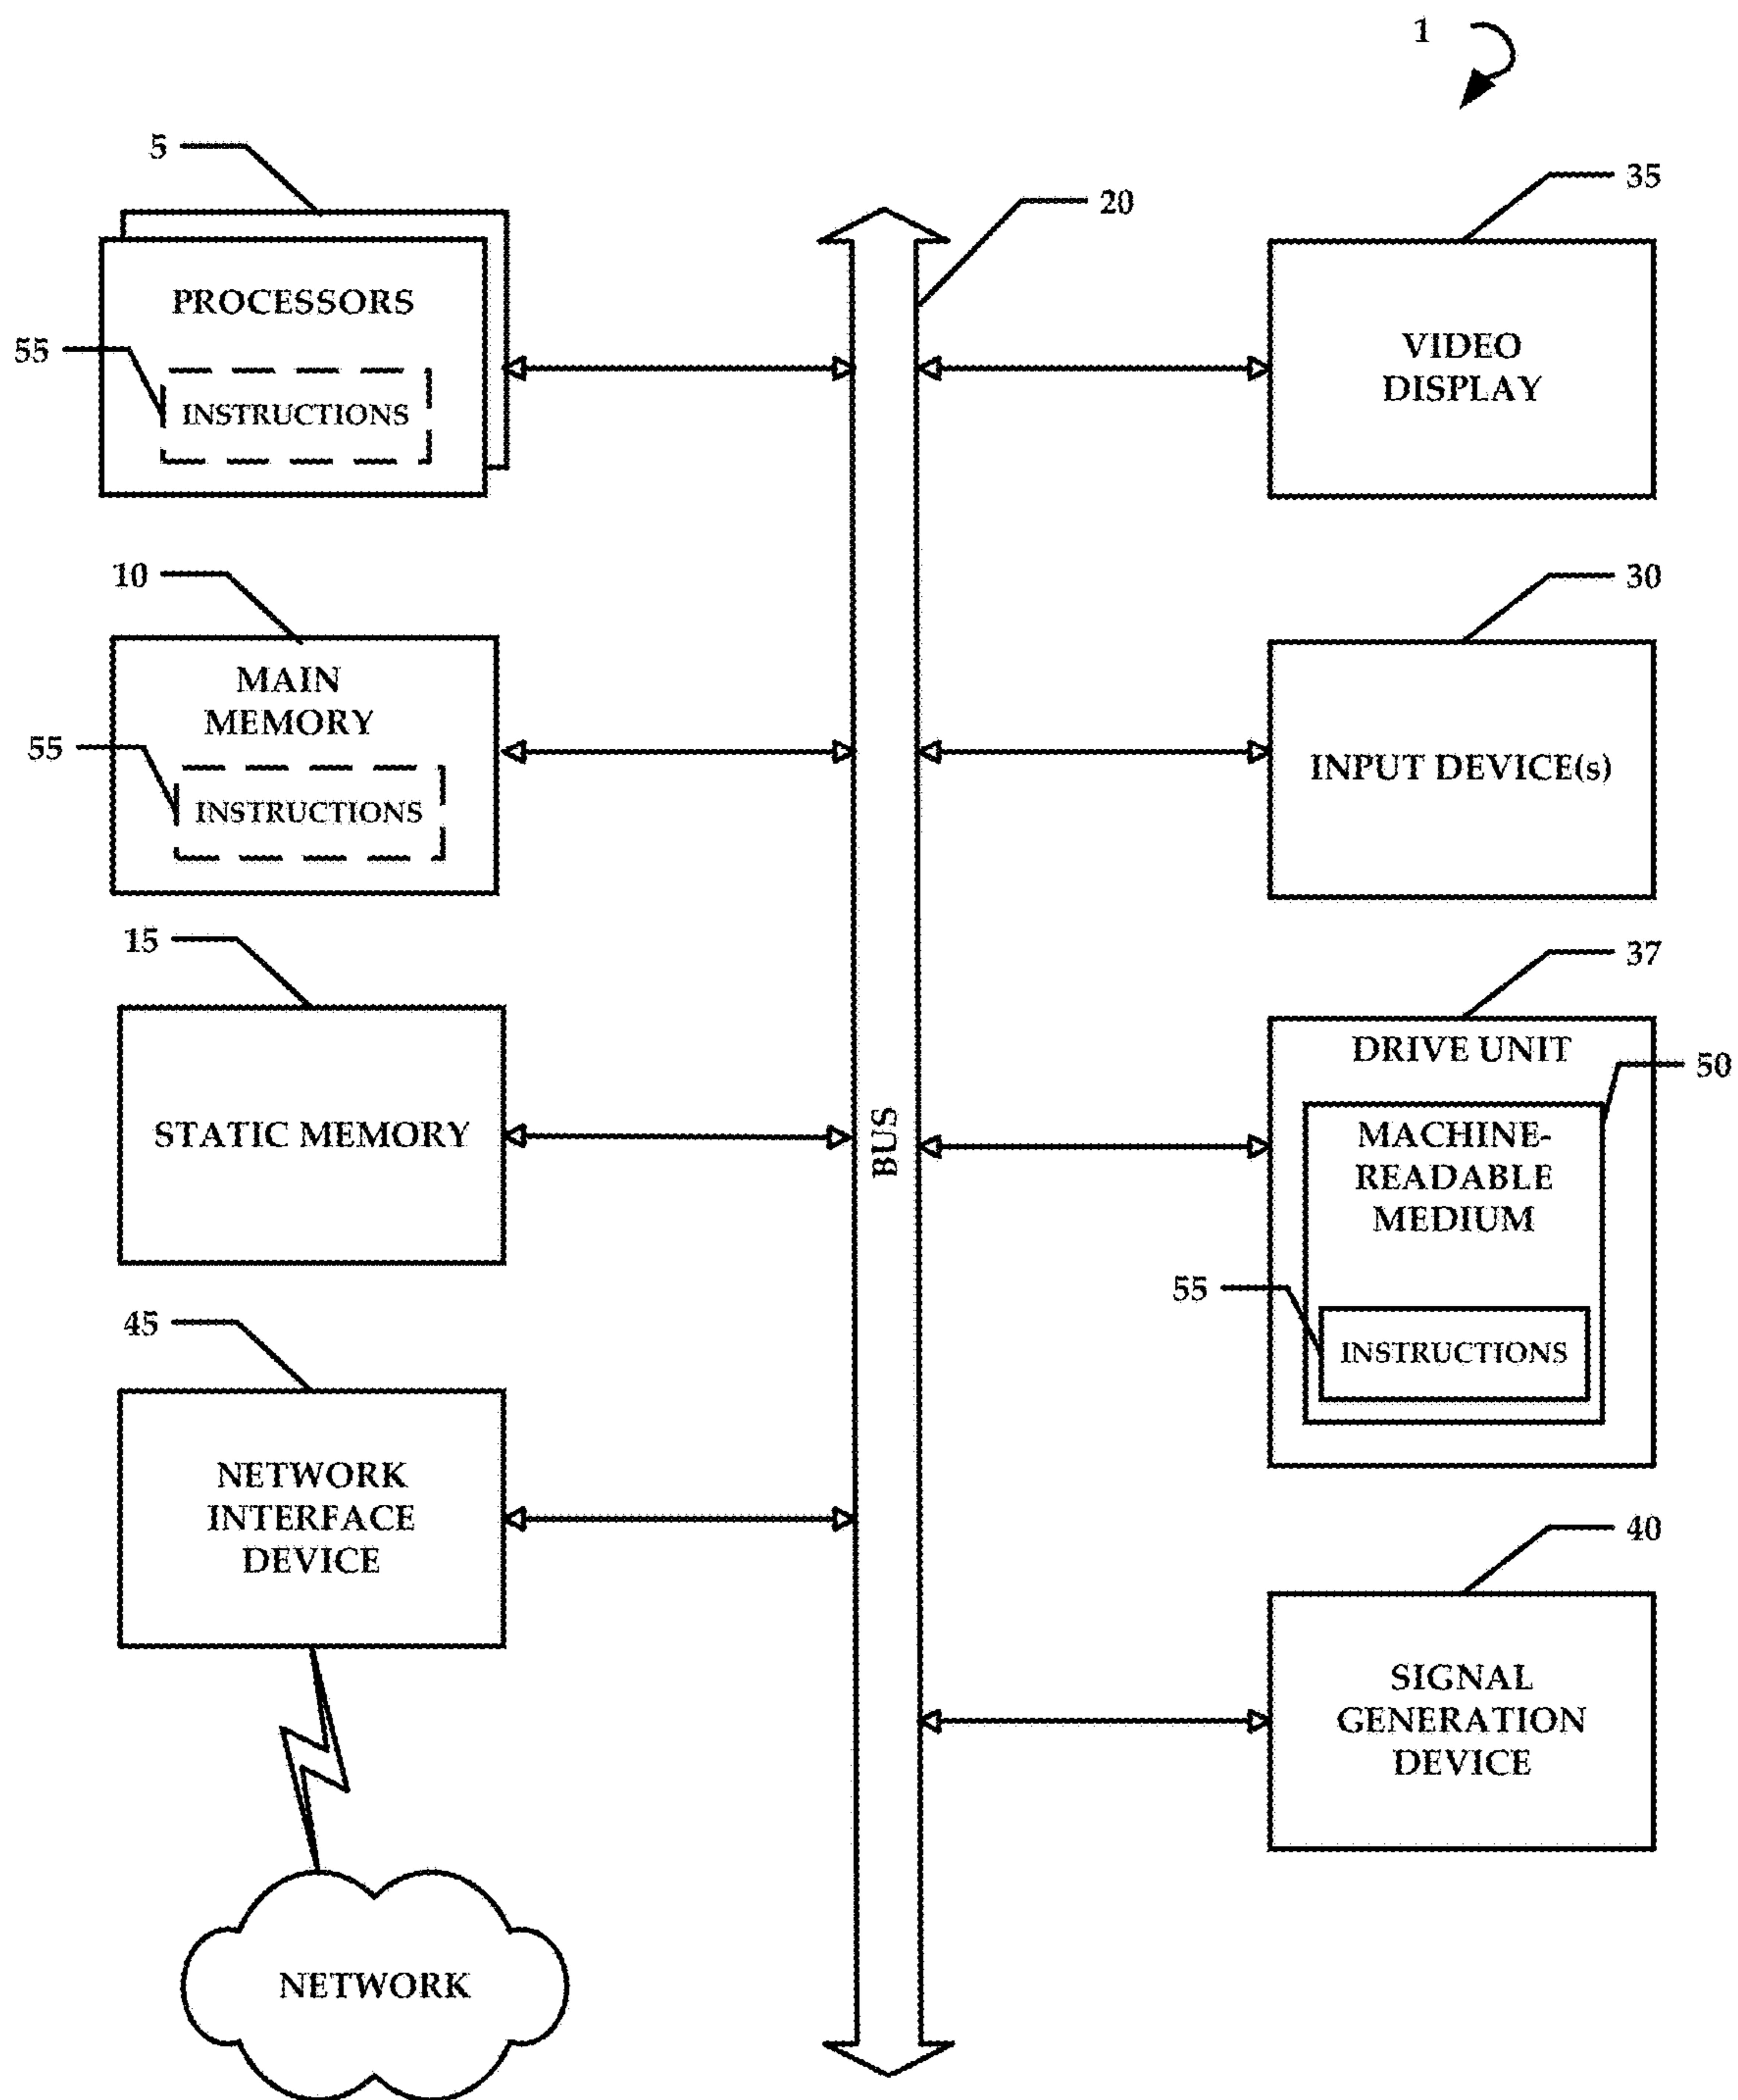 1
5
35
20
PROCESSORS
55
INSTRUCTIONS
VIDEO
DISPLAY
10
30
MAIN
MEMORY
55
INSTRUCTIONS
INPUT DEVICE(s)
15
37
STATIC MEMORY
BUS
DRIVE UNIT
50
MACHINE-
READABLE
MEDIUM
55
INSTRUCTIONS
45
NETWORK
INTERFACE
DEVICE
40
SIGNAL
GENERATION
DEVICE
NETWORK